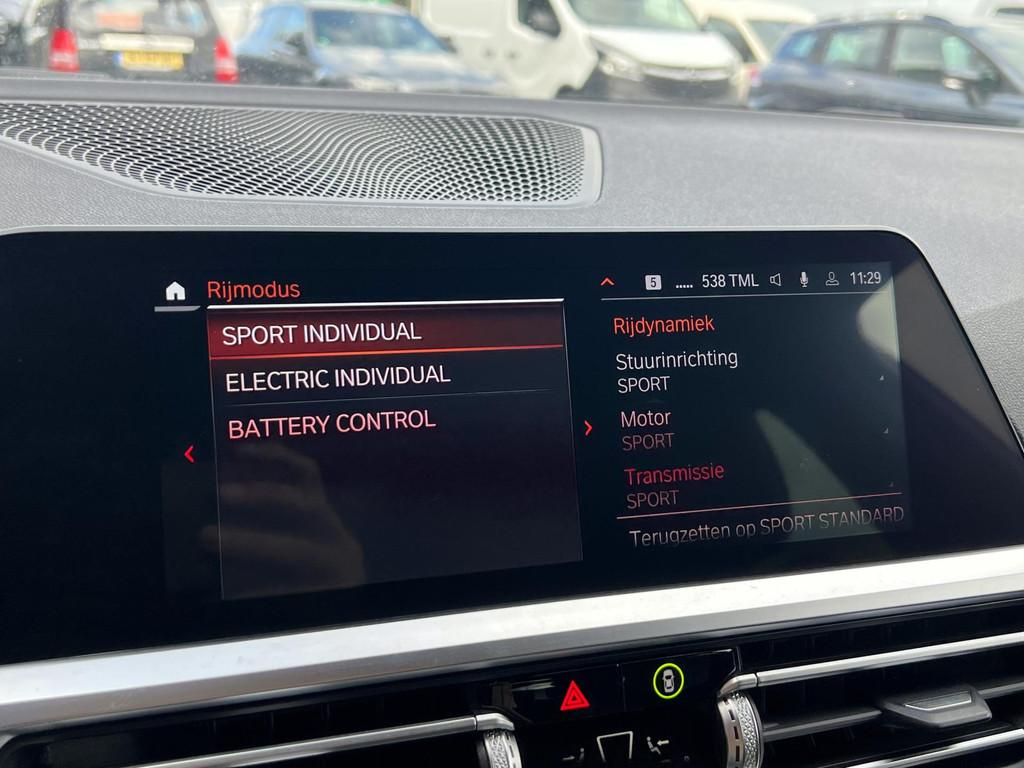 Rijmodus
5 ..... 538 TML 11:29
SPORT INDIVIDUAL
ELECTRIC INDIVIDUAL
BATTERY CONTROL
Rijdynamiek
Stuurinrichting
SPORT
Motor
SPORT
Transmissie
SPORT
Terugzetten op SPORT STANDARD